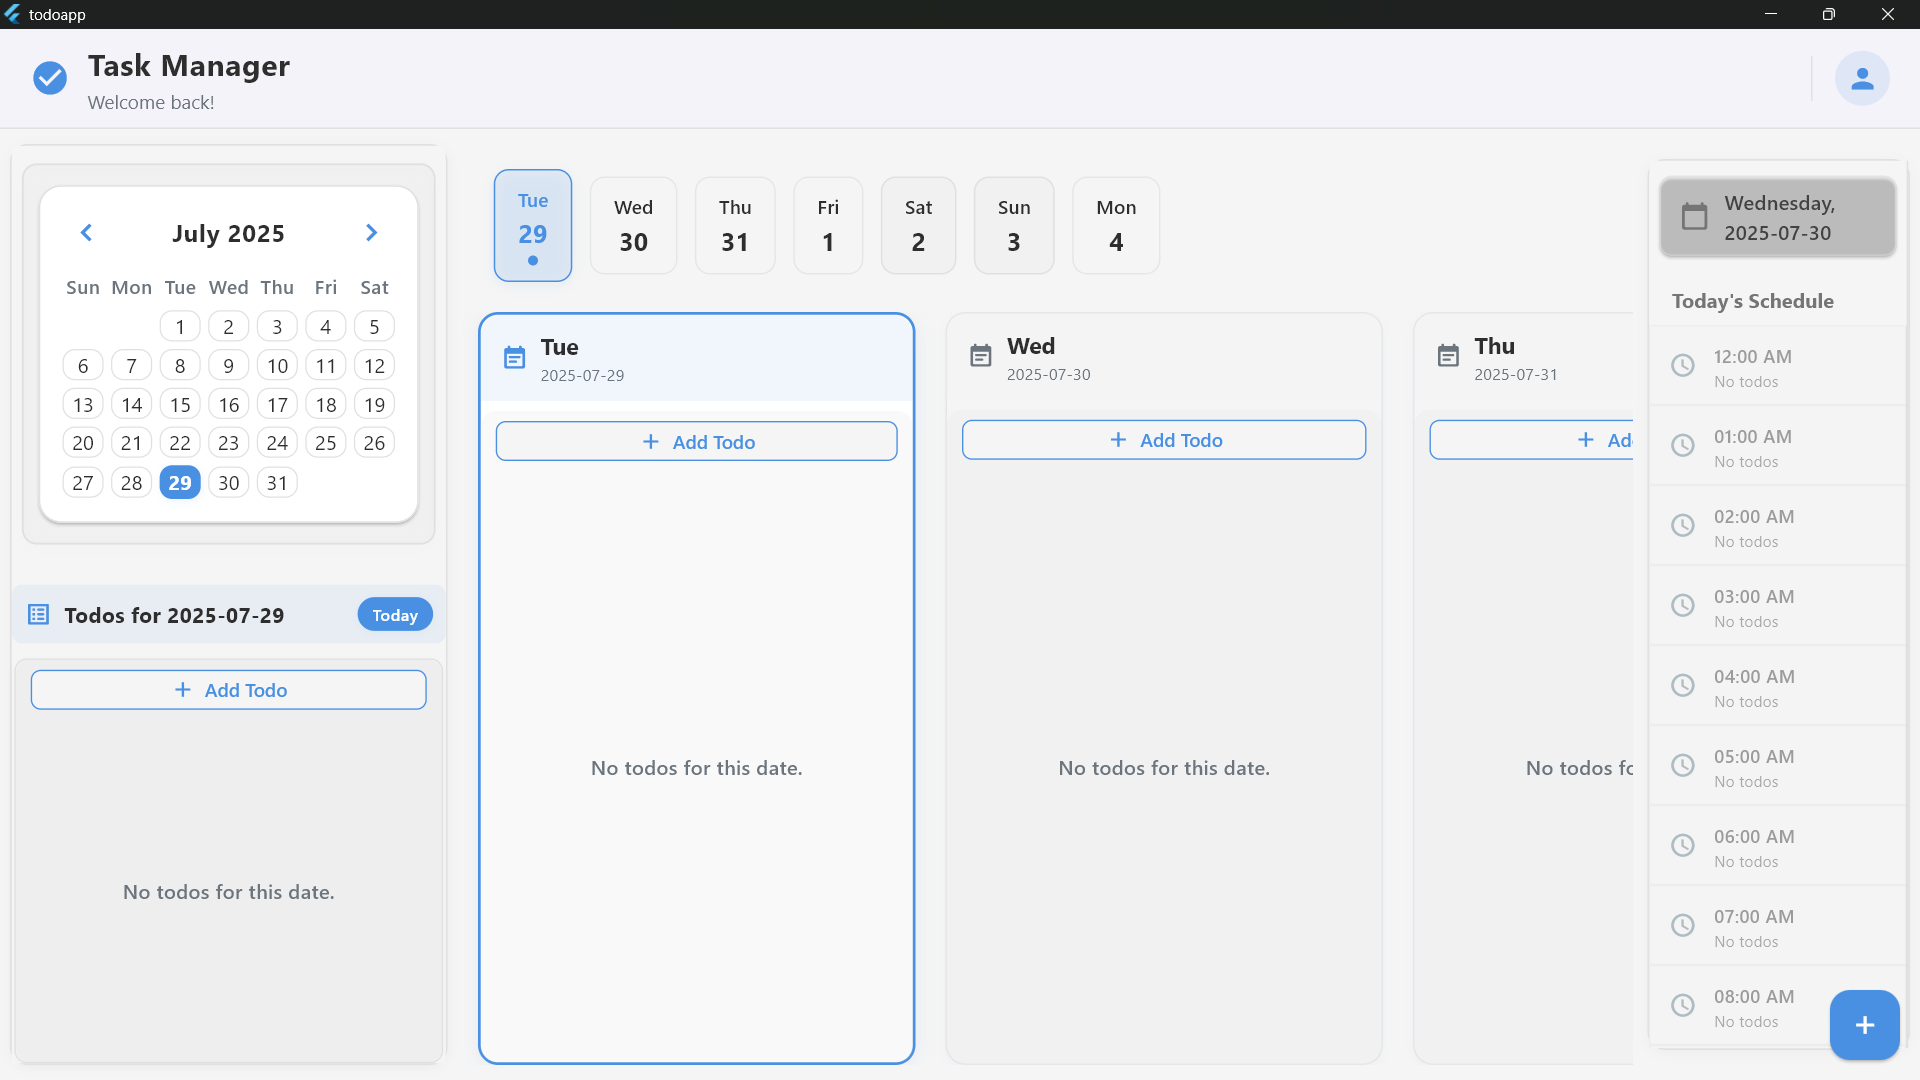 todoapp
Task Manager
Welcome back!
July 2025
Sun Mon Tue Wed Thu Fri Sat
1 2 3 4 5
6 7 8 9 10 11 12
13 14 15 16 17 18 19
20 21 22 23 24 25 26
27 28 29 30 31
Todos for 2025-07-29
Today
+ Add Todo
No todos for this date.
Tue
29
Wed
30
Thu
31
Fri
1
Sat
2
Sun
3
Mon
4
Tue
2025-07-29
+ Add Todo
No todos for this date.
Wed
2025-07-30
+ Add Todo
No todos for this date.
Thu
2025-07-31
+ Ad
No todos fo
Wednesday,
2025-07-30
Today's Schedule
12:00 AM
No todos
01:00 AM
No todos
02:00 AM
No todos
03:00 AM
No todos
04:00 AM
No todos
05:00 AM
No todos
06:00 AM
No todos
07:00 AM
No todos
08:00 AM
No todos
+